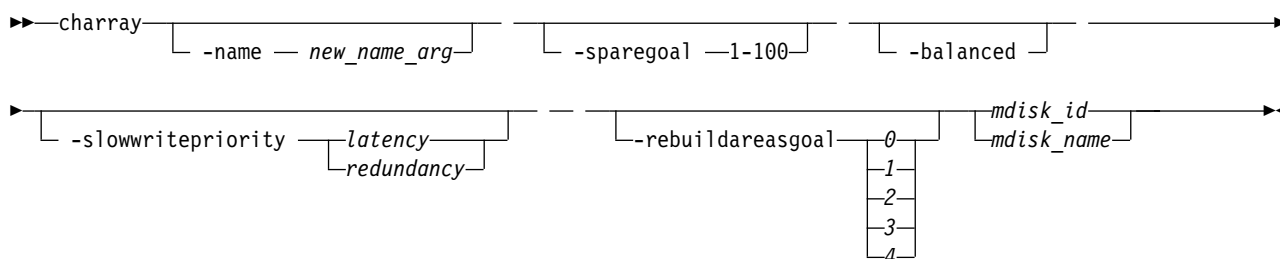 charray
-name new_name_arg -sparegoal 1-100 -balanced
mdisk_id
-slowwritepriority latency -rebuildareasgoal 0 mdisk_name
redundancy 1
2
3
4